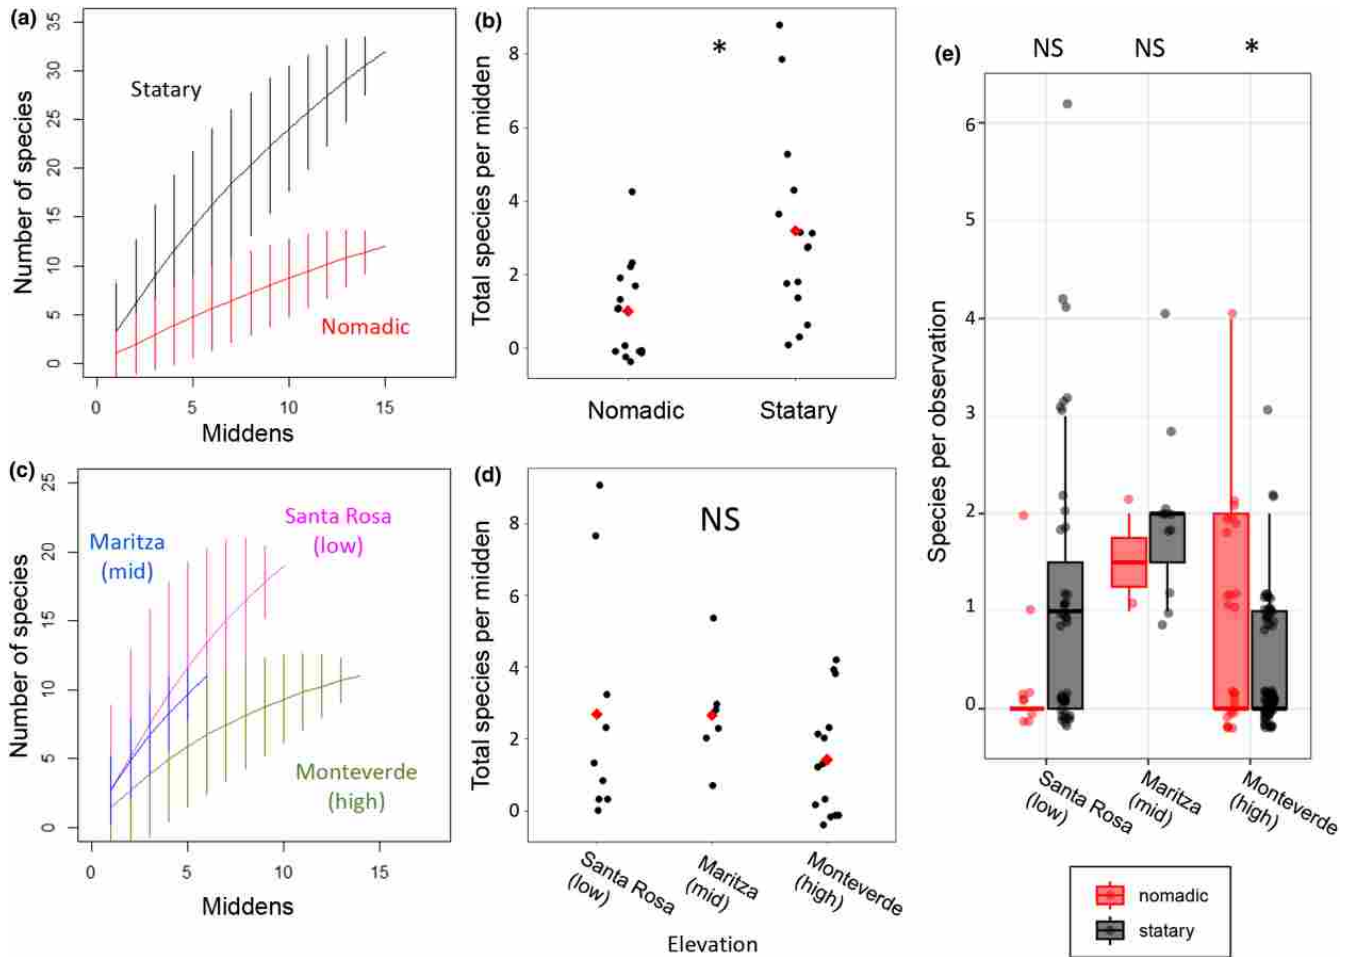 (a)
Number of species
35
30
25
20
15
10
5
0
Statary
Nomadic
0 5 10 15
Middens
(b)
Total species per midden
8
6
4
2
0
*
Nomadic Statary
(c)
Number of species
25
20
15
10
5
0
Maritza
(mid)
Santa Rosa
(low)
Monteverde
(high)
0 5 10 15
Middens
(d)
Total species per midden
8
6
4
2
0
NS
Santa Rosa
(low)
Maritza
(mid)
Monteverde
(high)
Elevation
(e)
NS NS *
Species per observation
6
5
4
3
2
1
0
Santa Rosa
(low)
Maritza
(mid)
Monteverde
(high)
nomadic
statary